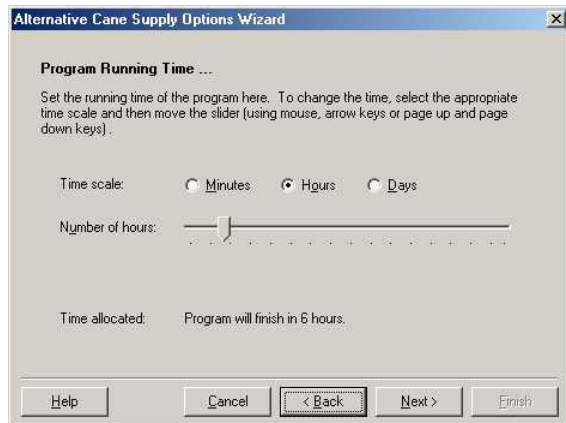 Alternative Cane Supply Options Wizard
Program Running Time ...
Set the running time of the program here. To change the time, select the appropriate
time scale and then move the slider (using mouse, arrow keys or page up and page
down keys) .
Time scale: Minutes Hours Days
Number of hours:
Time allocated: Program will finish in 6 hours.
Help Cancel < Back Next > Finish